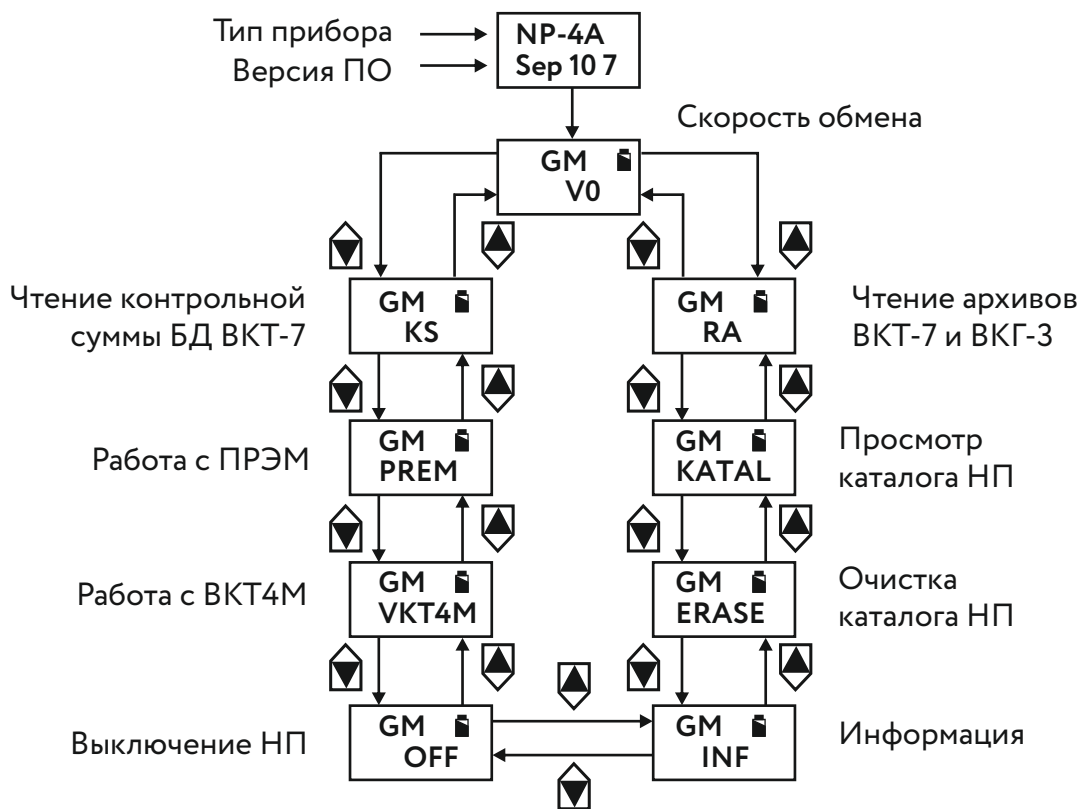 Тип прибора
Версия ПО
NP-4A
Sep 10 7
Скорость обмена
GM
V0
Чтение контрольной
суммы БД ВКТ-7
GM
KS
GM
RA
Чтение архивов
ВКТ-7 и ВКГ-3
Работа с ПРЭМ
GM
PREM
GM
KATAL
Просмотр
каталога НП
Работа с ВКТ4М
GM
VKT4M
GM
ERASE
Очистка
каталога НП
Выключение НП
GM
OFF
GM
INF
Информация